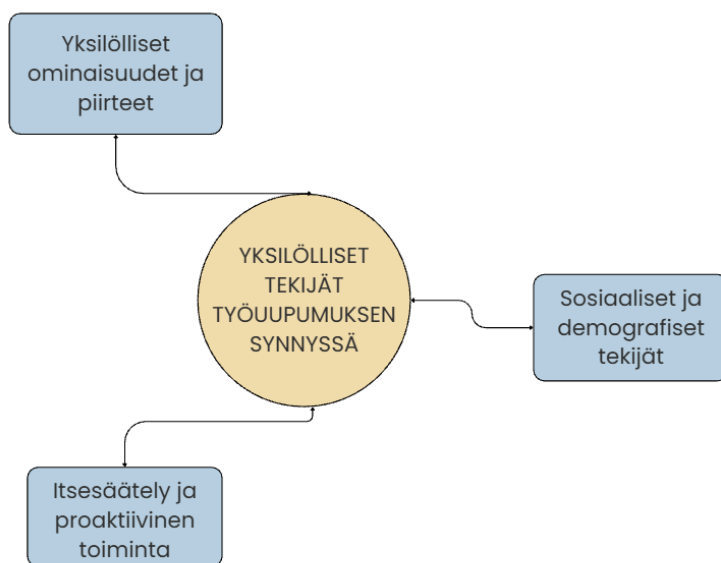 Yksilölliset
ominaisuudet ja
piirteet
YKSILÖLLISET
TEKIJÄT
TYÖUUPUMUKSEN
SYNNYSSÄ
Sosiaaliset ja
demografiset
tekijät
Itsesäätely ja
proaktiivinen
toiminta